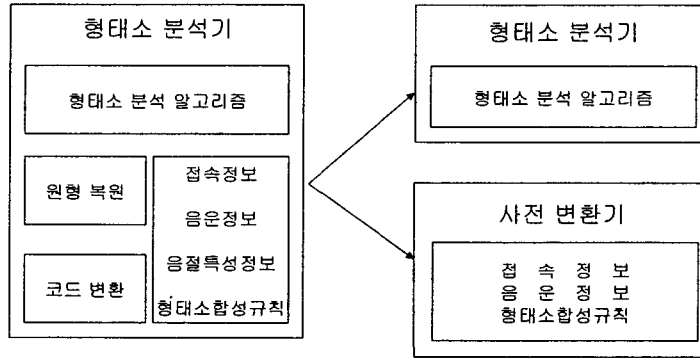 형태소 분석기
형태소 분석 알고리즘
원형 복원
코드 변환
접속정보
음운정보
음절특성정보
형태소합성규칙
형태소 분석기
형태소 분석 알고리즘
사전 변환기
접 속 정 보
음 운 정 보
형태소합성규칙